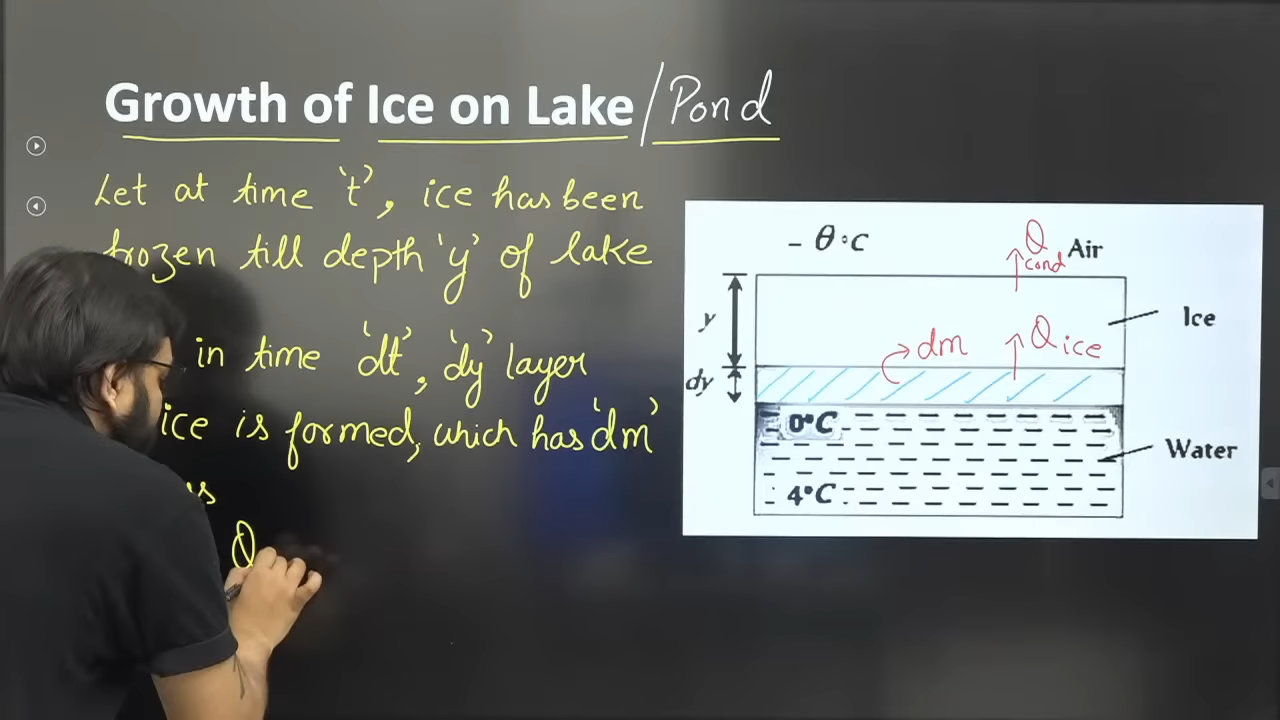 Growth of Ice on Lake/Pond
Let at time 't', ice has been
frozen till depth 'y' of lake
in time 'dt', 'dy' layer
ice is formed, which has 'dm'
Q
- θ°C
Q cond
Air
y
Ice
dm
Q ice
dy
0°C
Water
4°C